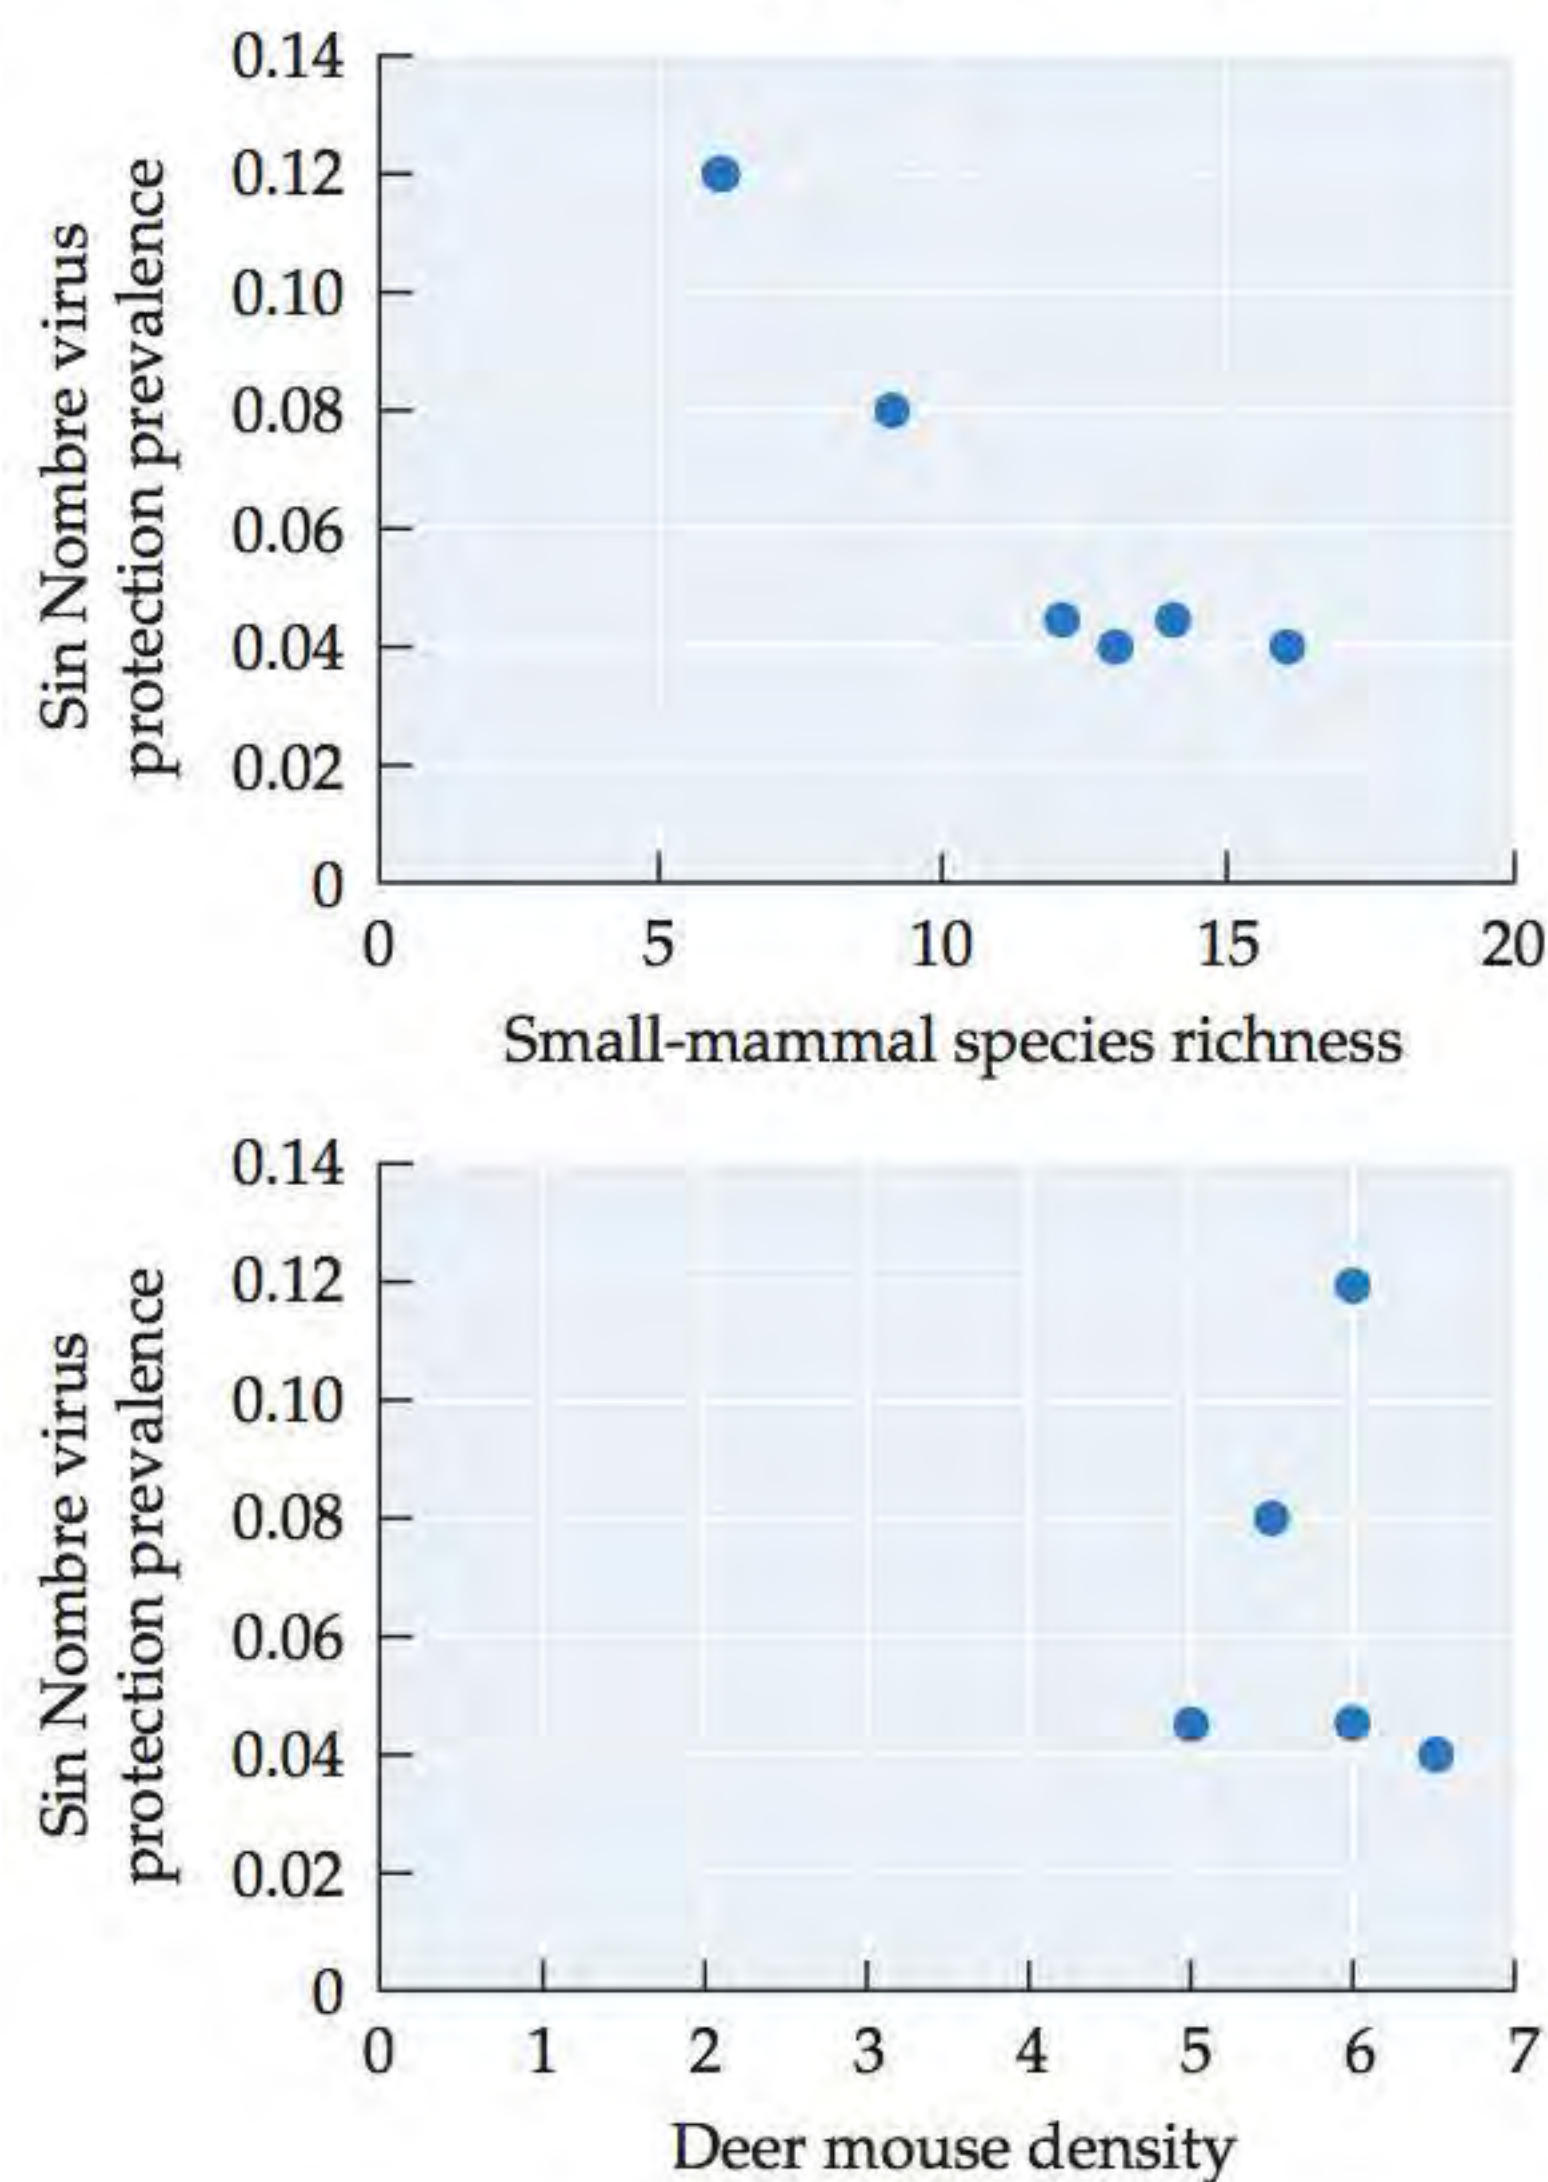 0.14
0.12
0.10
0.08
0.06
0.04
0.02
0
Sin Nombre virus
protection prevalence
0 5 10 15 20
Small-mammal species richness
0.14
0.12
0.10
0.08
0.06
0.04
0.02
0
Sin Nombre virus
protection prevalence
0 1 2 3 4 5 6 7
Deer mouse density